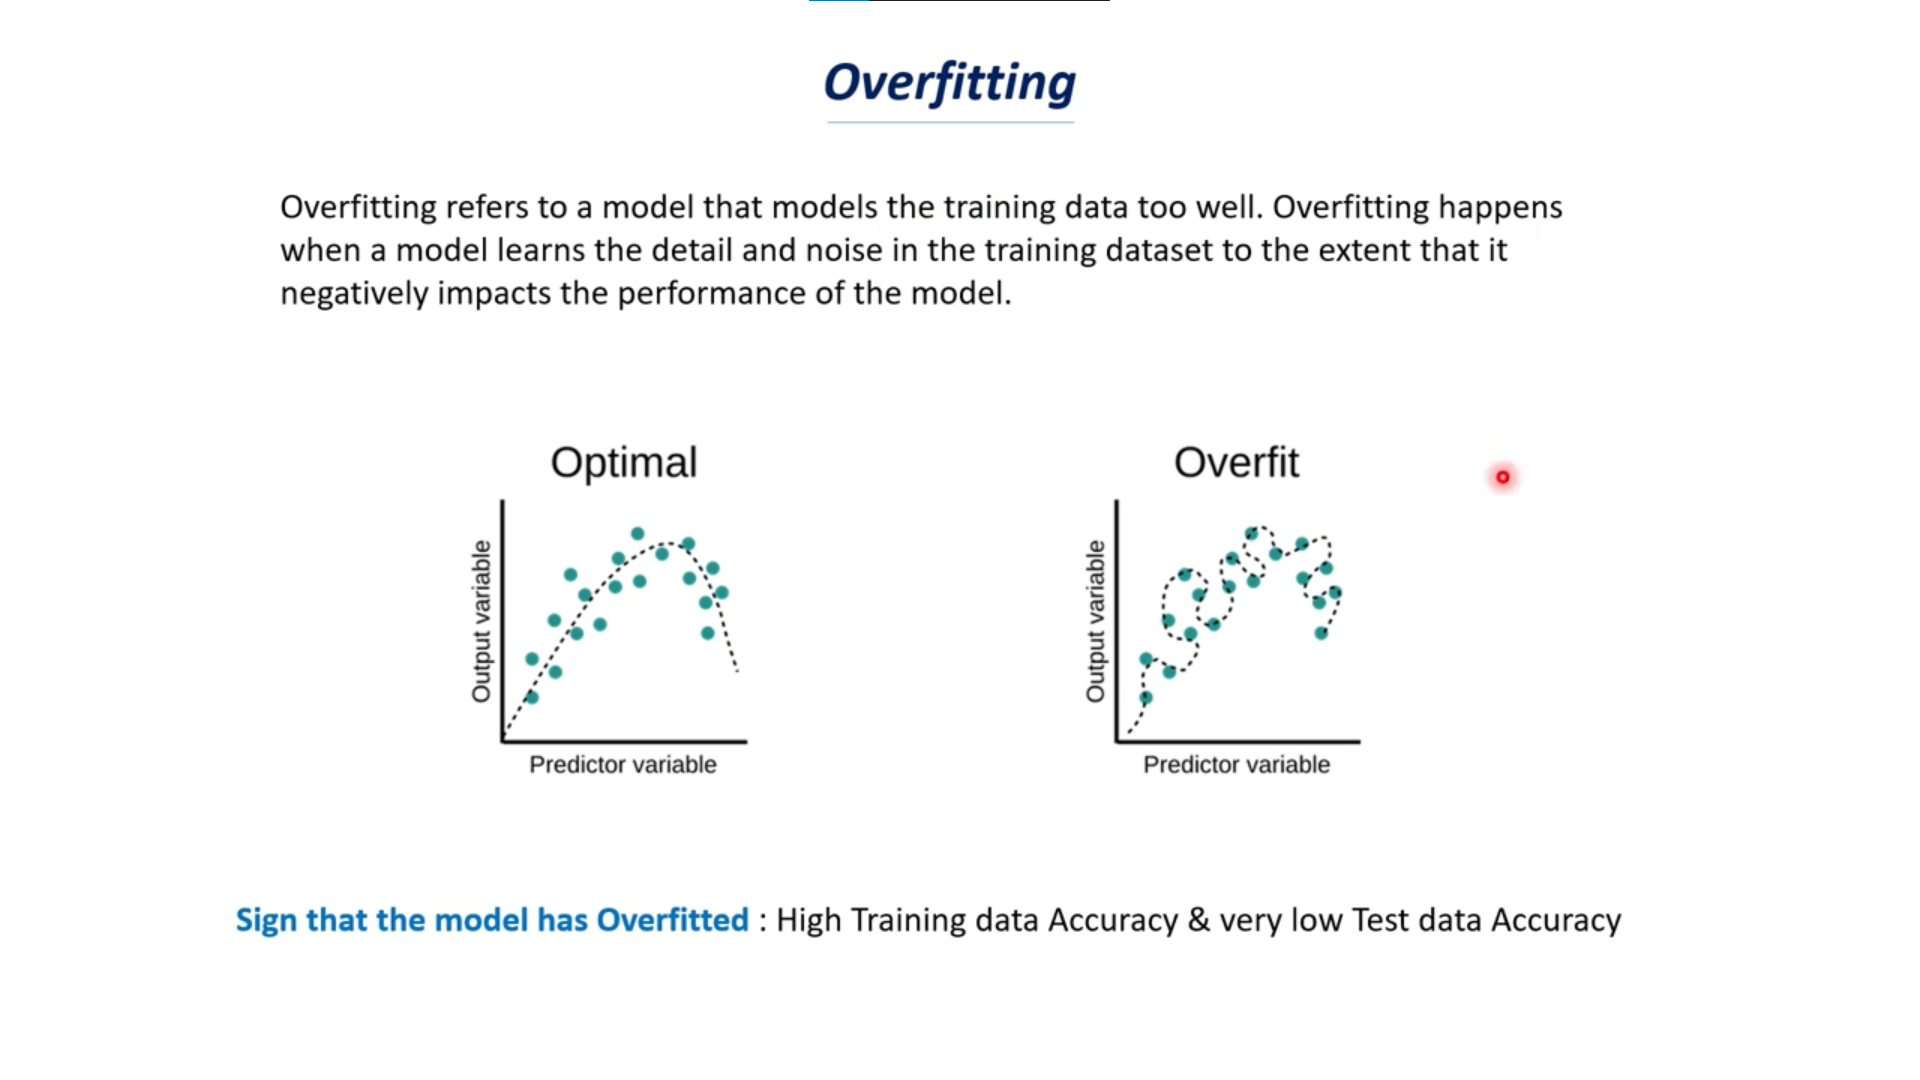 Overfitting
Overfitting refers to a model that models the training data too well. Overfitting happens
when a model learns the detail and noise in the training dataset to the extent that it
negatively impacts the performance of the model.
Optimal
Output variable
Predictor variable
Overfit
Output variable
Predictor variable
Sign that the model has Overfitted : High Training data Accuracy & very low Test data Accuracy